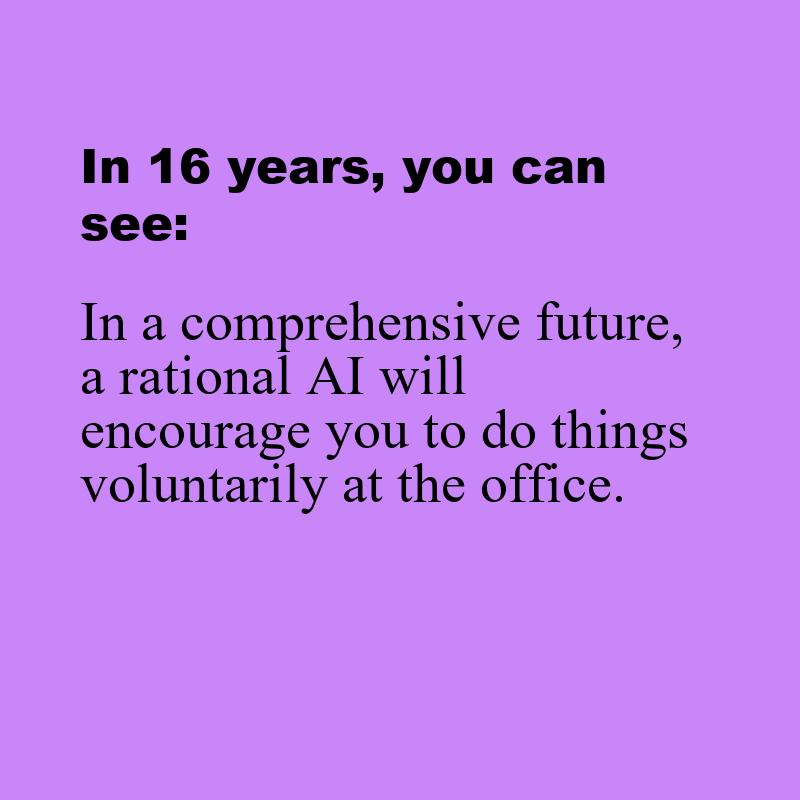 In 16 years, you can
see:
In a comprehensive future,
a rational AI will
encourage you to do things
voluntarily at the office.